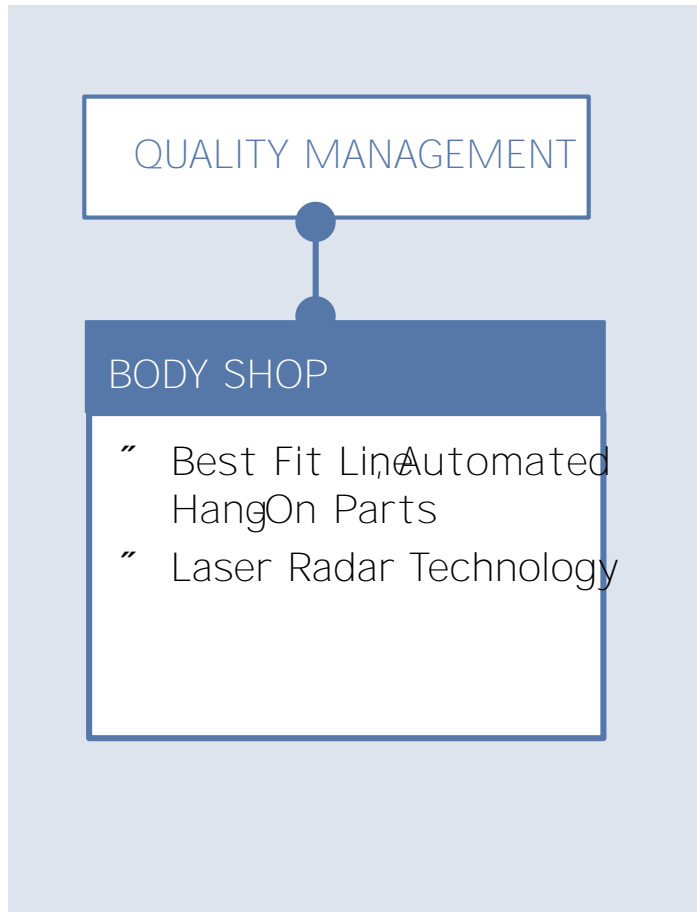 QUALITY MANAGEMENT
BODY SHOP
˝ Best Fit Line, Automated
Hang-On Parts
˝ Laser Radar Technology